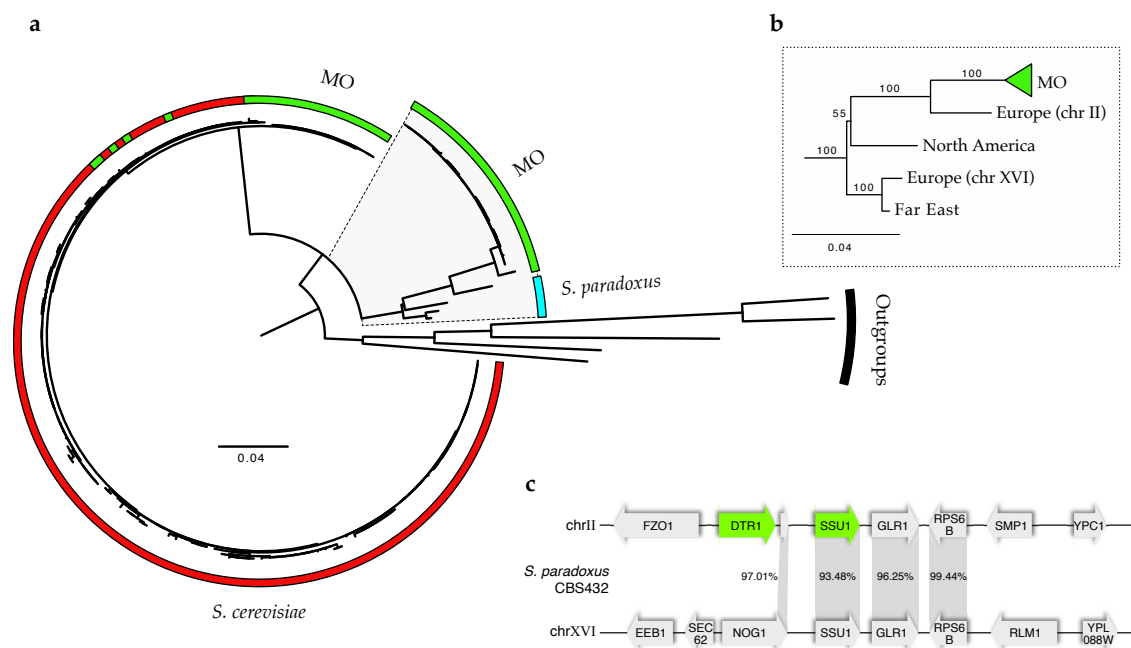 a
MO
MO
S. paradoxus
Outgroups
0.04
S. cerevisiae
b
100
MO
100
Europe (chr II)
55
North America
100
Europe (chr XVI)
100
Far East
0.04
c
chrII
FZO1
DTR1
SSU1
GLR1
RPS6
B
SMP1
YPC1
S. paradoxus
CBS432
97.01%
93.48%
96.25%
99.44%
chrXVI
EEB1
SEC
62
NOG1
SSU1
GLR1
RPS6
B
RLM1
YPL
088W